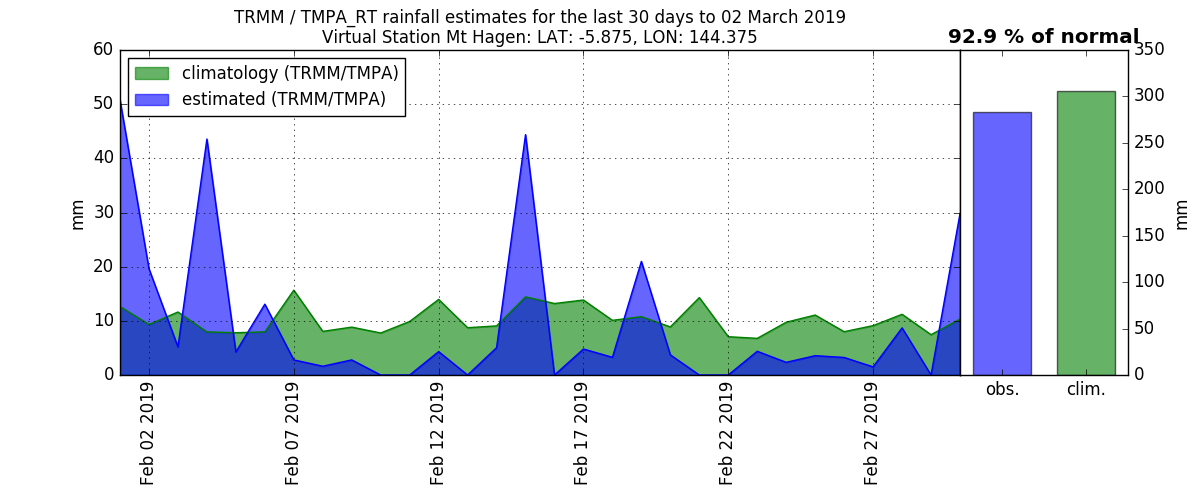 TRMM / TMPA_RT rainfall estimates for the last 30 days to 02 March 2019
Virtual Station Mt Hagen: LAT: -5.875, LON: 144.375
92.9 % of normal
climatology (TRMM/TMPA)
estimated (TRMM/TMPA)
60
50
40
30
20
10
0
mm
Feb 02 2019
Feb 07 2019
Feb 12 2019
Feb 17 2019
Feb 22 2019
Feb 27 2019
obs.
clim.
350
300
250
200
150
100
50
0
mm